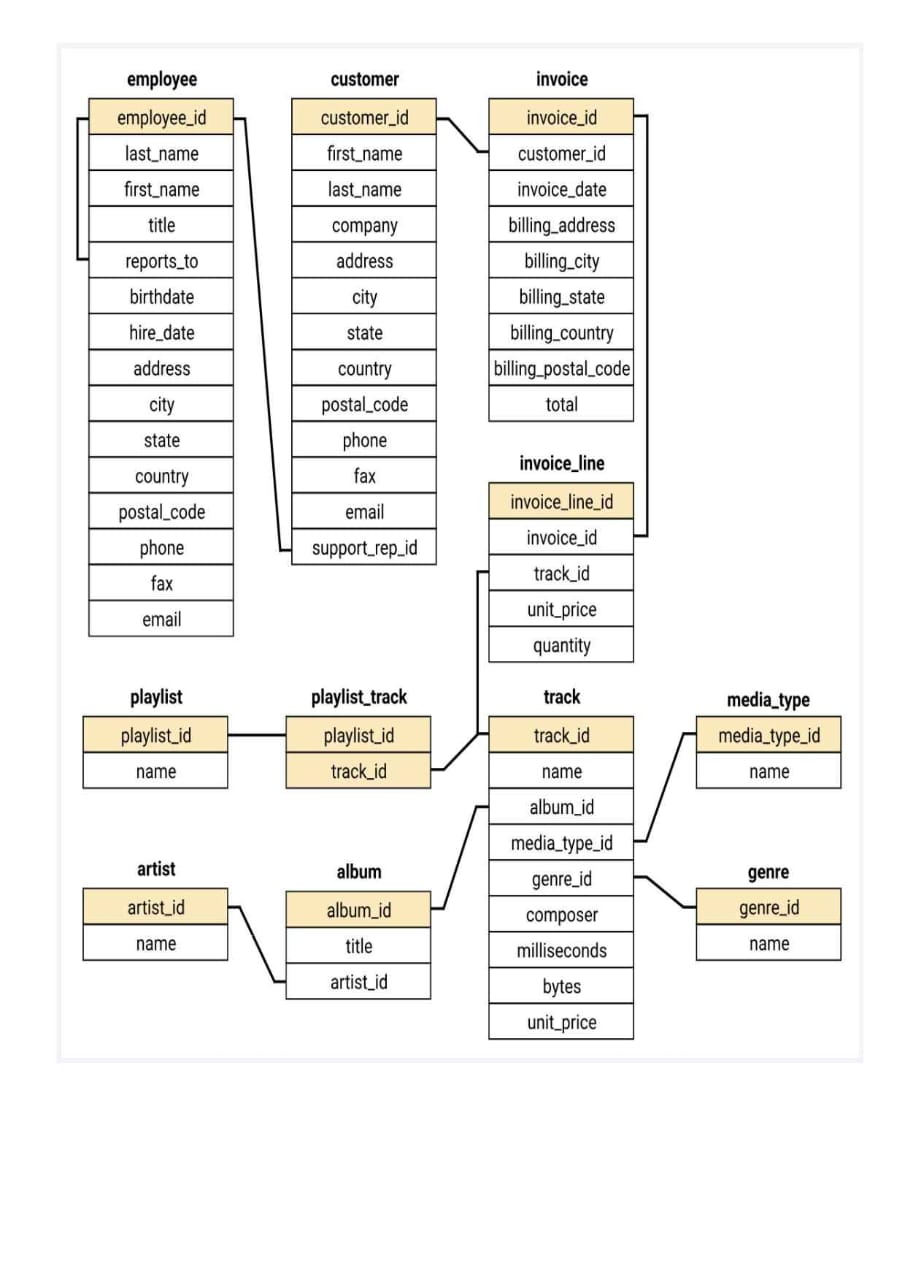 employee
employee_id
last_name
first_name
title
reports_to
birthdate
hire_date
address
city
state
country
postal_code
phone
fax
email
customer
customer_id
first_name
last_name
company
address
city
state
country
postal_code
phone
fax
email
support_rep_id
invoice
invoice_id
customer_id
invoice_date
billing_address
billing_city
billing_state
billing_country
billing_postal_code
total
invoice_line
invoice_line_id
invoice_id
track_id
unit_price
quantity
playlist
playlist_id
name
playlist_track
playlist_id
track_id
track
track_id
name
album_id
media_type_id
genre_id
composer
milliseconds
bytes
unit_price
media_type
media_type_id
name
artist
artist_id
name
album
album_id
title
artist_id
genre
genre_id
name